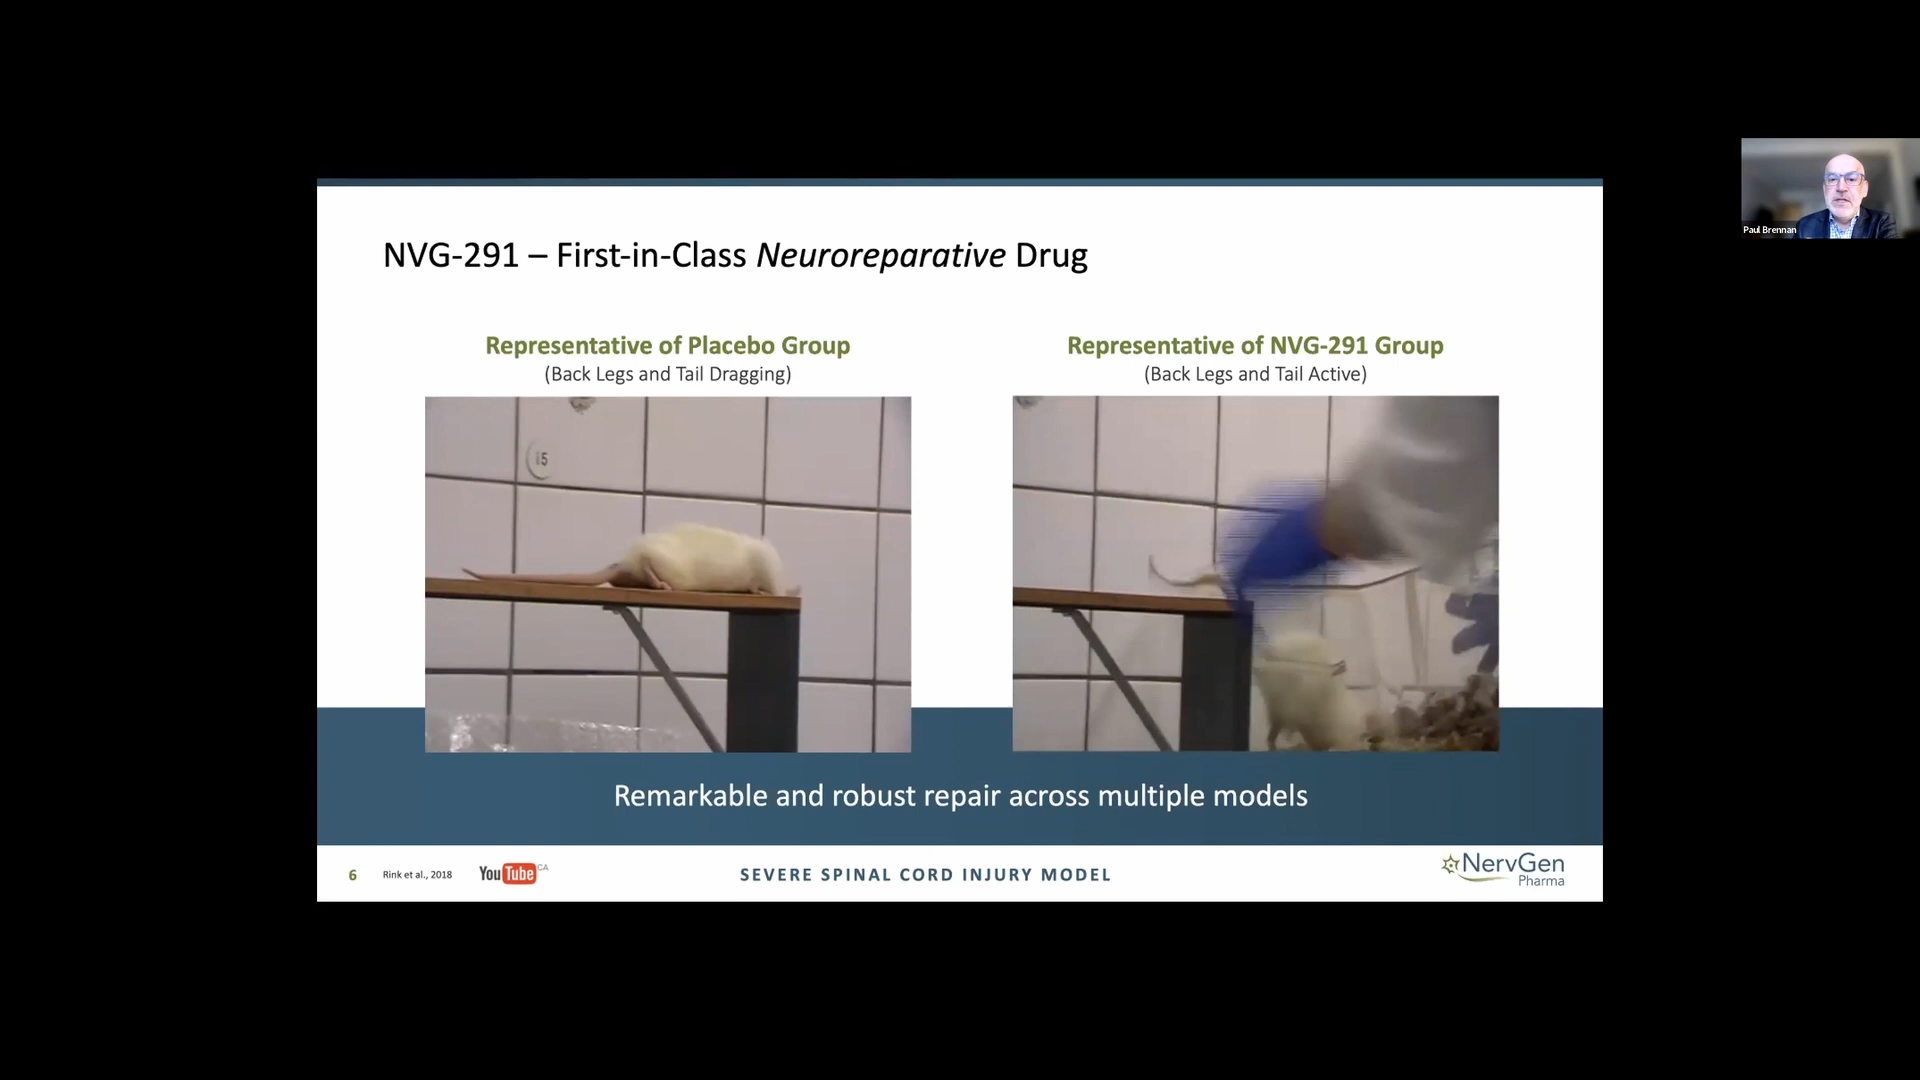 NVG-291 – First-in-Class Neuroreparative Drug
Representative of Placebo Group
(Back Legs and Tail Dragging)
Representative of NVG-291 Group
(Back Legs and Tail Active)
15
Paul Brennan
Remarkable and robust repair across multiple models
6
Rink et al., 2018
YouTube CA
SEVERE SPINAL CORD INJURY MODEL
NervGen
Pharma